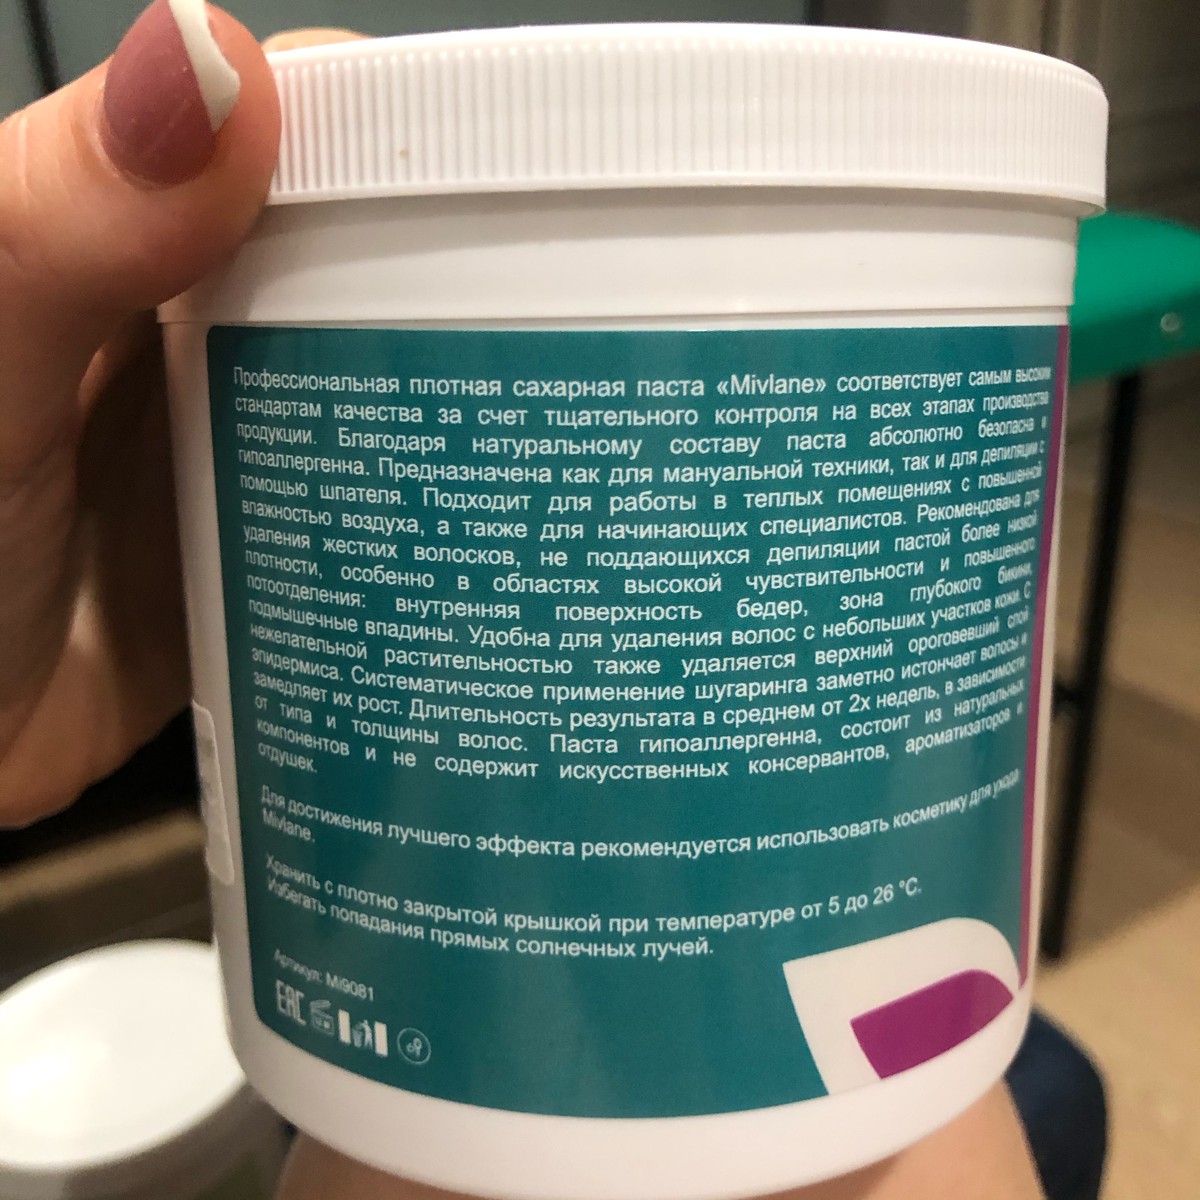 Профессиональная плотная сахарная паста «Mivlane» соответствует самым высоким
стандартам качества за счет тщательного контроля на всех этапах производства
продукции. Благодаря натуральному составу паста абсолютно безопасна и
гипоаллергенна. Предназначена как для мануальной техники, так и для депиляции с
помощью шпателя. Подходит для работы в теплых помещениях с повышенной
влажностью воздуха, а также для начинающих специалистов. Рекомендована для
удаления жестких волосков, не поддающихся депиляции пастой более низкой
плотности, особенно в областях высокой чувствительности и повышенного
потоотделения: внутренняя поверхность бедер, зона глубокого бикини,
подмышечные впадины. Удобна для удаления волос с небольших участков кожи. С
нежелательной растительностью также удаляется верхний ороговевший слой
эпидермиса. Систематическое применение шугаринга заметно истончает волосы и
замедляет их рост. Длительность результата в среднем от 2х недель, в зависимости
от типа и толщины волос. Паста гипоаллергенна, состоит из натуральных
компонентов и не содержит искусственных консервантов, ароматизаторов и
отдушек.
Для достижения лучшего эффекта рекомендуется использовать косметику для ухода
Mivlane.
Хранить с плотно закрытой крышкой при температуре от 5 до 26 °C.
Избегать попадания прямых солнечных лучей.
Артикул: Mi9081
EAC